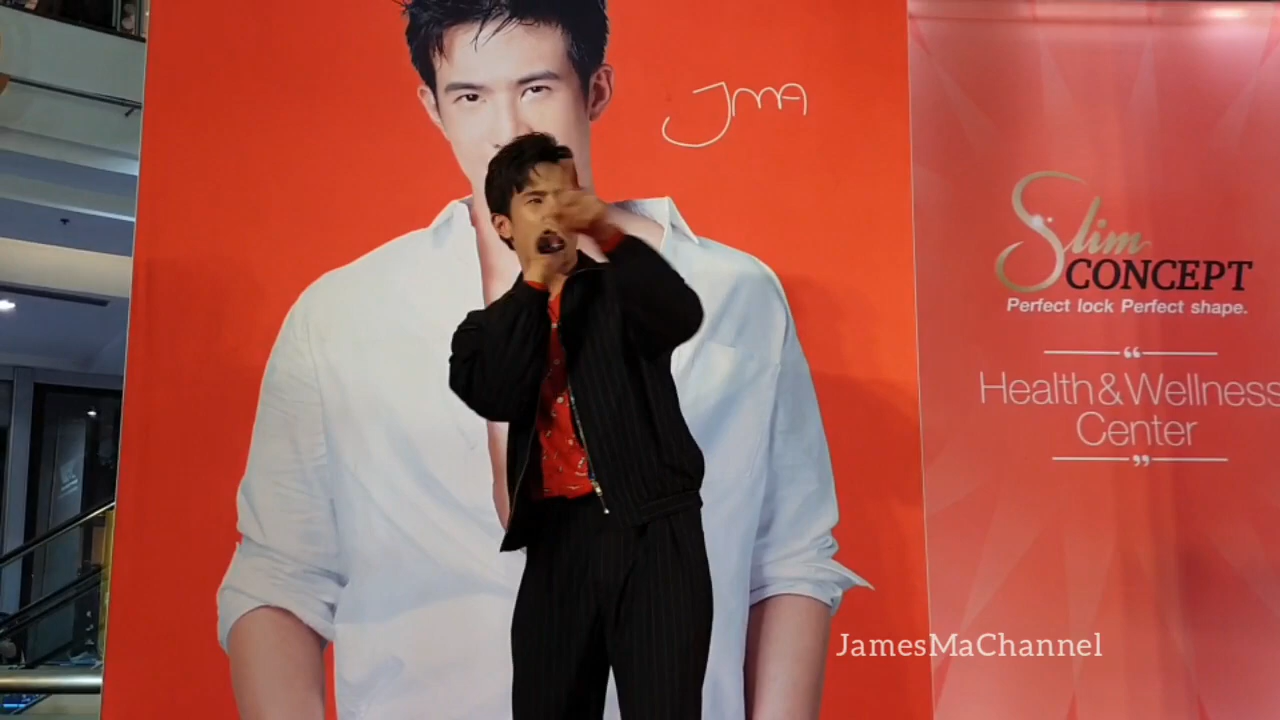 JMA
Slim
CONCEPT
Perfect lock Perfect shape.
“
Health & Wellness
Center
”
JamesMaChannel